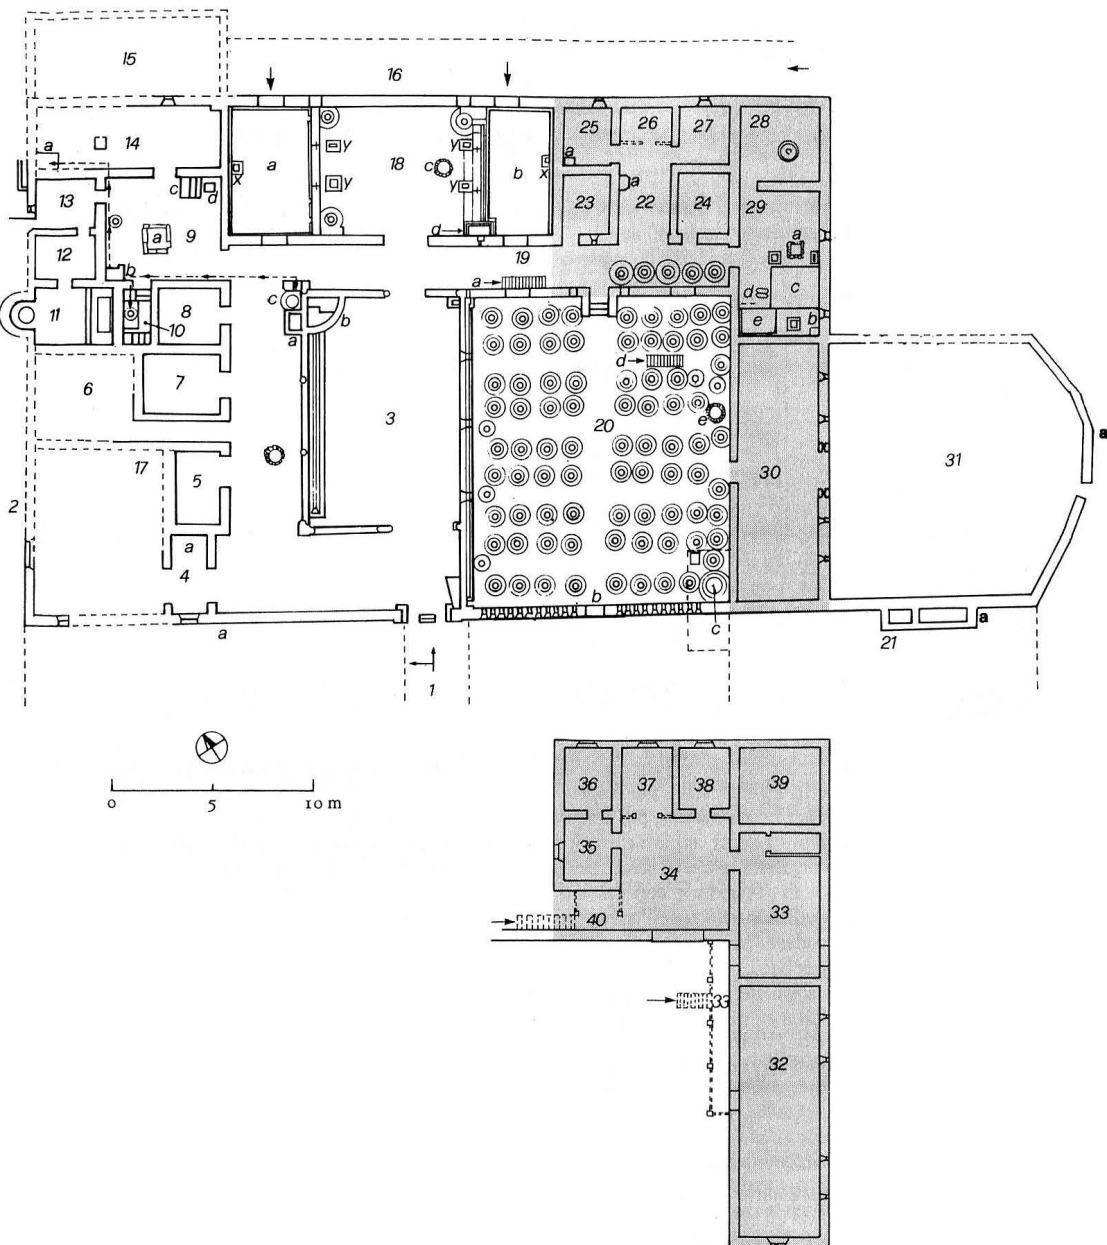 15
16
a 14 x a y c y b x
18
25 26 27 28
a a
13 c d y y 23 22 24 29
12 9 a d 19 a
b a c
11 10 8 c d c
a b e b
6 7 3 d
20 e 30 31 a
17 5
2
a
4
a b c a
1 21
0 5 10 m
36 37 38 39
35 34 33
40
33
32